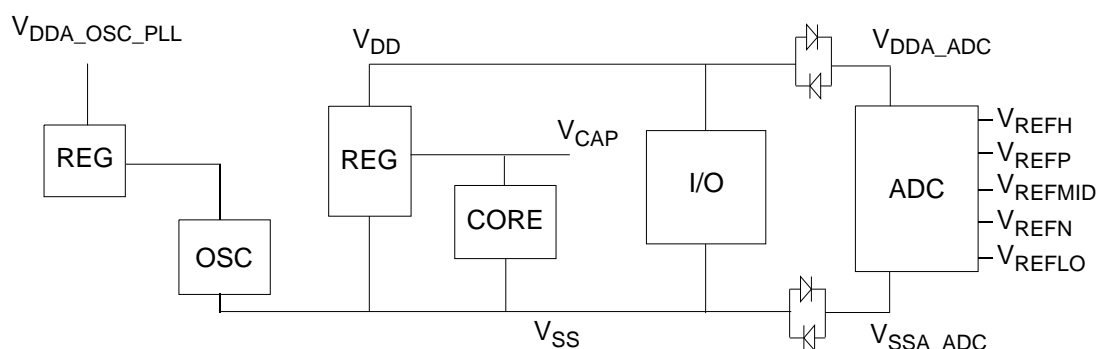 VDDA_OSC_PLL
VDD
VDDA_ADC
REG
REG
VCAP
CORE
I/O
ADC
VREFH
VREFP
VREFMID
VREFN
VREFLO
OSC
VSS
VSSA_ADC